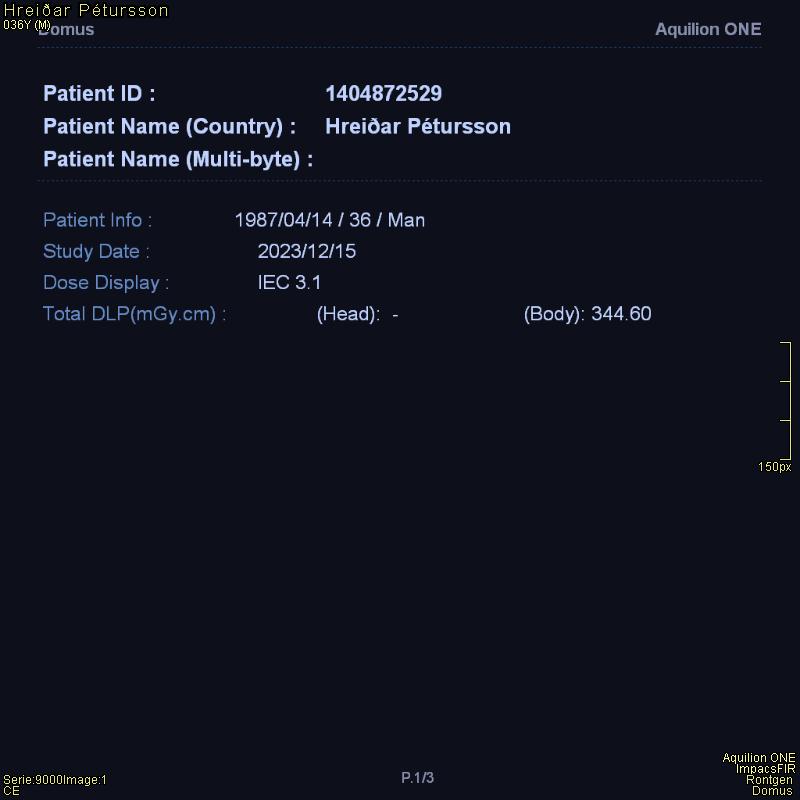 Hreiðar Pétursson
036Y (M)
Domus Aquilion ONE
Patient ID : 1404872529
Patient Name (Country) : Hreiðar Pétursson
Patient Name (Multi-byte) :
Patient Info : 1987/04/14 / 36 / Man
Study Date : 2023/12/15
Dose Display : IEC 3.1
Total DLP(mGy.cm) : (Head): - (Body): 344.60
150px
Aquilion ONE
ImpacsFIR
Serie:9000Image:1 P.1/3 Rontgen
CE Domus